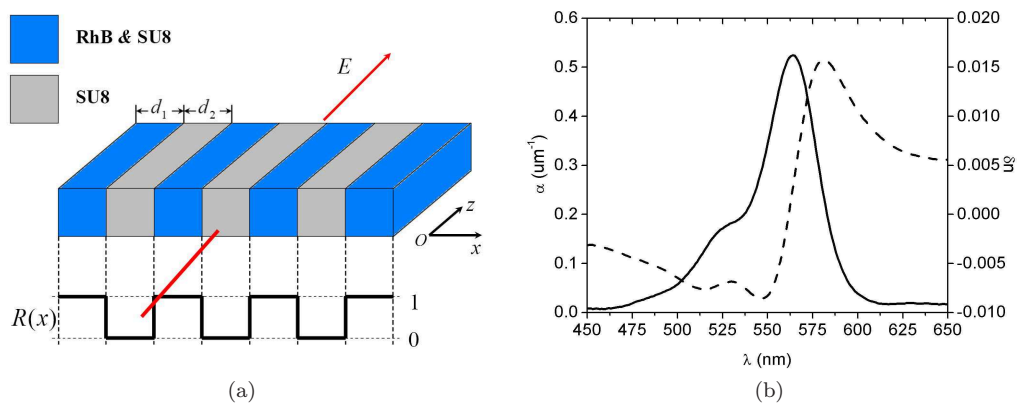 RhB & SU8
SU8
d₁
d₂
E
z
O
x
R(x)
1
0
(a)
0.6
0.5
0.4
0.3
0.2
0.1
0.0
α (um⁻¹)
0.020
0.015
0.010
0.005
0.000
-0.005
-0.010
δn
450 475 500 525 550 575 600 625 650
λ (nm)
(b)